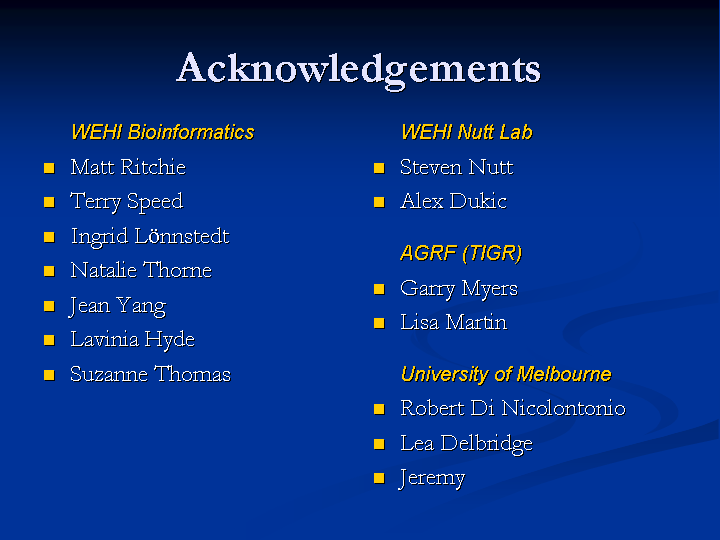 Acknowledgements
WEHI Bioinformatics
Matt Ritchie
Terry Speed
Ingrid Lönnstedt
Natalie Thorne
Jean Yang
Lavinia Hyde
Suzanne Thomas
WEHI Nutt Lab
Steven Nutt
Alex Dukic
AGRF (TIGR)
Garry Myers
Lisa Martin
University of Melbourne
Robert Di Nicolontonio
Lea Delbridge
Jeremy